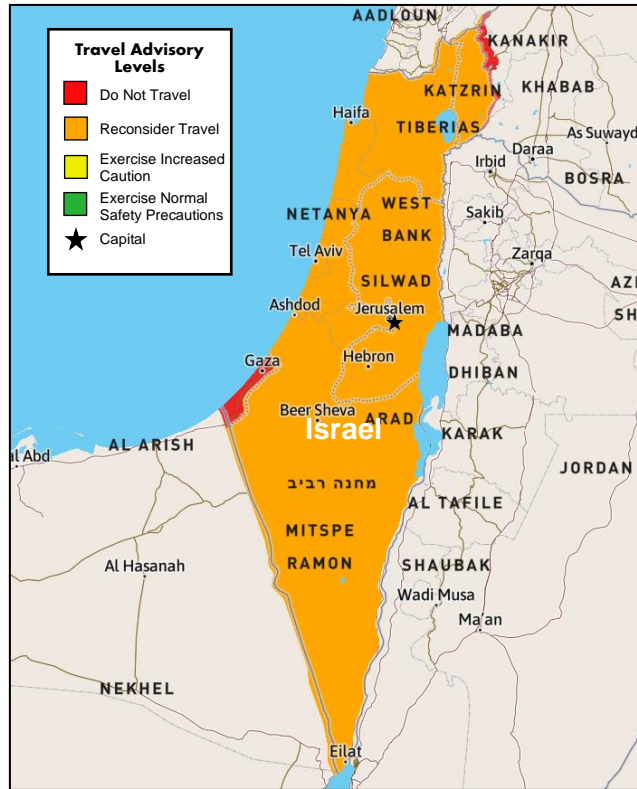 AADLOUN
Travel Advisory
Levels
Do Not Travel
Reconsider Travel
Exercise Increased
Caution
Exercise Normal
Safety Precautions
Capital
KANAKIR
KATZRIN
KHABAB
Haifa
TIBERIAS
As Suwayd
Daraa
Irbid
BOSRA
NETANYA
WEST
BANK
Sakib
Tel Aviv
Zarqa
SILWAD
AZ
SH
Ashdod
Jerusalem
MADABA
Gaza
Hebron
DHIBAN
Beer Sheva
ARAD
Israel
KARAK
AL ARISH
al Abd
JORDAN
מחנה רביב
AL TAFILE
MITSPE
RAMON
Al Hasanah
SHAUBAK
Wadi Musa
Ma'an
NEKHEL
Eilat